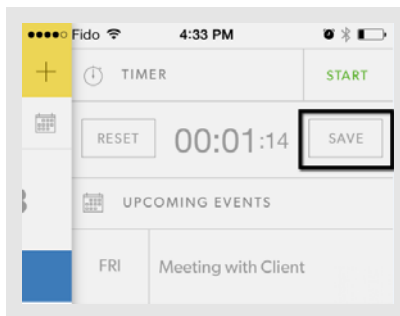 Fido 4:33 PM
TIMER START
RESET 00:01:14 SAVE
UPCOMING EVENTS
FRI Meeting with Client